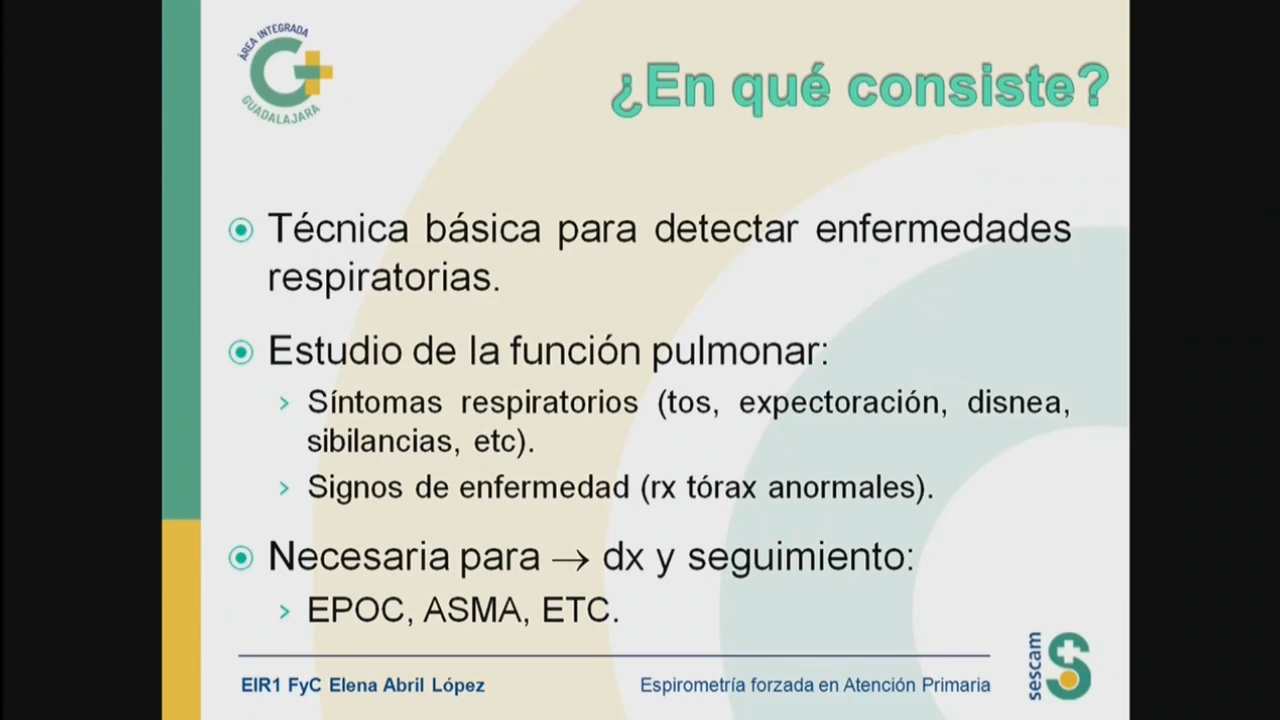 ÀREA INTEGRADA
GUADALAJARA
¿En qué consiste?
Técnica básica para detectar enfermedades
respiratorias.
Estudio de la función pulmonar:
Síntomas respiratorios (tos, expectoración, disnea,
sibilancias, etc).
Signos de enfermedad (rx tórax anormales).
Necesaria para → dx y seguimiento:
EPOC, ASMA, ETC.
EIR1 FyC Elena Abril López
Espirometría forzada en Atención Primaria
sescam